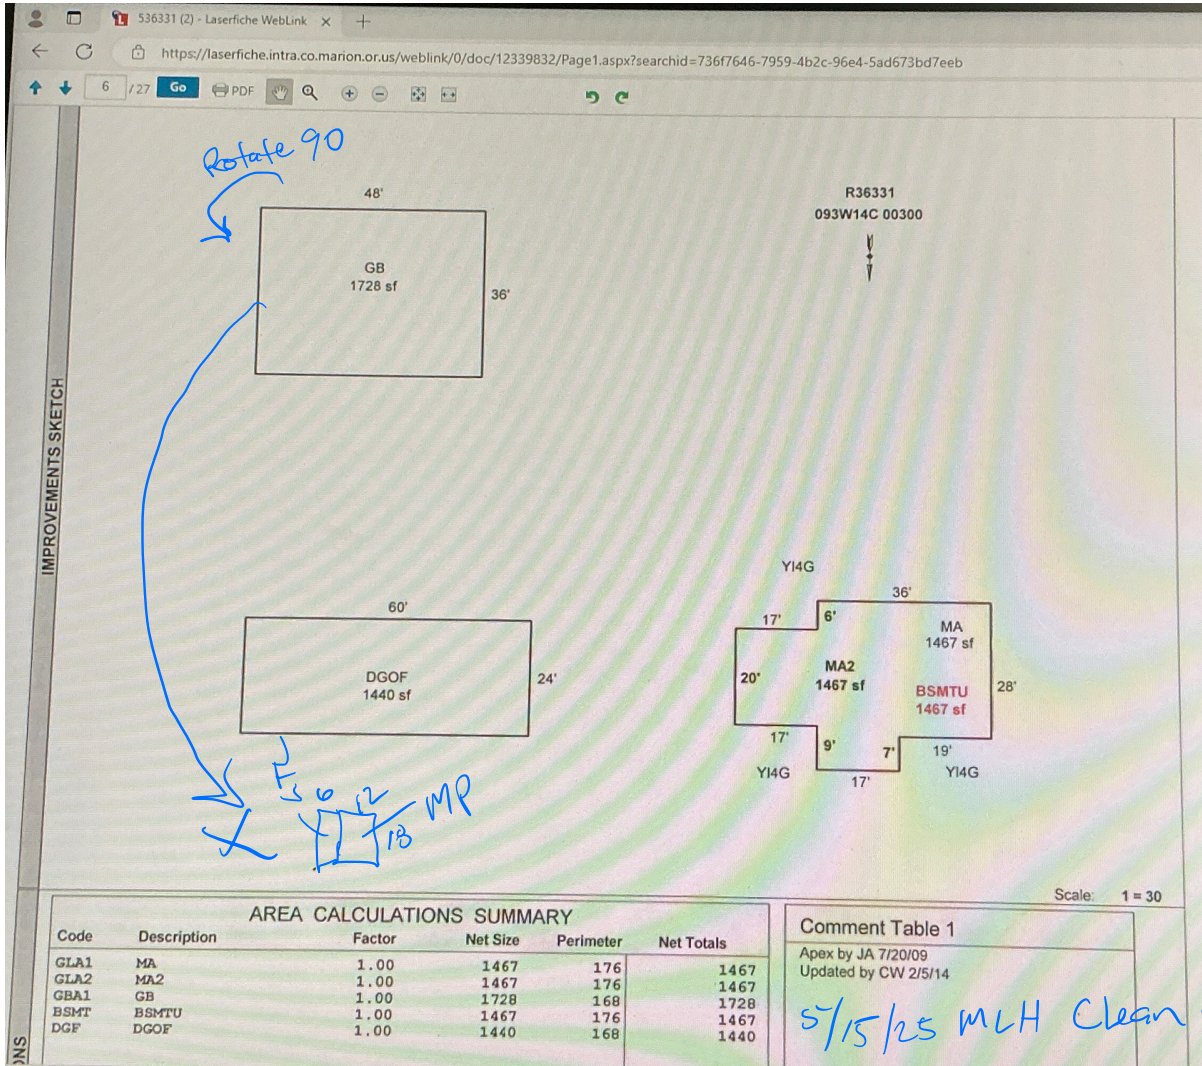 536331 (2) - Laserfiche WebLink
https://laserfiche.intra.co.marion.or.us/weblink/0/doc/12339832/Page1.aspx?searchid=736f7646-7959-4b2c-96e4-5ad673bd7eeb
6 / 27 Go PDF
Rotate 90
48'
GB
1728 sf
36'
R36331
093W14C 00300
IMPROVEMENTS SKETCH
60'
DGOF
1440 sf
24'
YI4G
36'
17'
6'
MA
1467 sf
MA2
1467 sf
20'
BSMTU
1467 sf
28'
17'
9'
7'
19'
YI4G
17'
YI4G
6 12 MP
18
Scale: 1 = 30
AREA CALCULATIONS SUMMARY
Code Description Factor Net Size Perimeter Net Totals
GLA1 MA 1.00 1467 176 1467
GLA2 MA2 1.00 1467 176 1467
GBA1 GB 1.00 1728 168 1728
BSMT BSMTU 1.00 1467 176 1467
DGF DGOF 1.00 1440 168 1440
Comment Table 1
Apex by JA 7/20/09
Updated by CW 2/5/14
5/15/25 MLH Clean